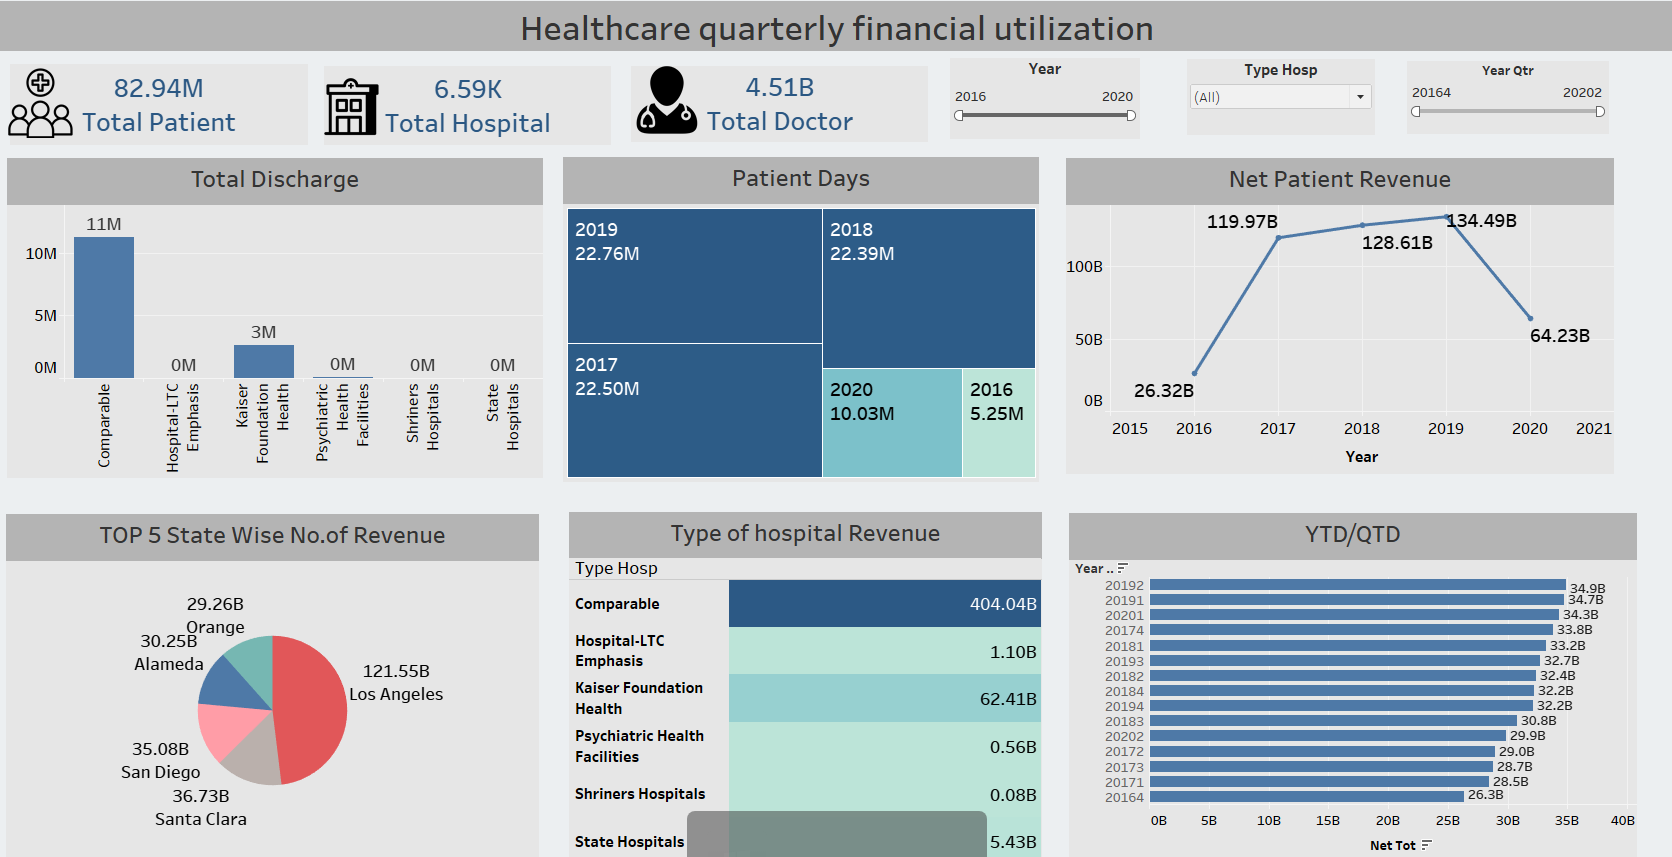 Healthcare quarterly financial utilization
82.94M
Total Patient
6.59K
Total Hospital
4.51B
Total Doctor
Year
2016 2020
Type Hosp
(All)
Year Qtr
20164 20202
Total Discharge
11M
10M
5M
0M
0M
3M
0M
0M
0M
Comparable
Hospital-LTC
Emphasis
Kaiser
Foundation
Health
Psychiatric
Health
Facilities
Shriners
Hospitals
State
Hospitals
Patient Days
2019
22.76M
2018
22.39M
2017
22.50M
2020
10.03M
2016
5.25M
Net Patient Revenue
119.97B
134.49B
128.61B
100B
50B
64.23B
26.32B
0B
2015 2016 2017 2018 2019 2020 2021
Year
TOP 5 State Wise No.of Revenue
29.26B
Orange
30.25B
Alameda
121.55B
Los Angeles
35.08B
San Diego
36.73B
Santa Clara
Type of hospital Revenue
Type Hosp
Comparable 404.04B
Hospital-LTC
Emphasis 1.10B
Kaiser Foundation
Health 62.41B
Psychiatric Health
Facilities 0.56B
Shriners Hospitals 0.08B
State Hospitals 5.43B
YTD/QTD
Year ..
20192 34.9B
20191 34.7B
20201 34.3B
20174 33.8B
20181 33.2B
20193 32.7B
20182 32.4B
20184 32.2B
20194 32.2B
20183 30.8B
20202 29.9B
20172 29.0B
20173 28.7B
20171 28.5B
20164 26.3B
0B 5B 10B 15B 20B 25B 30B 35B 40B
Net Tot